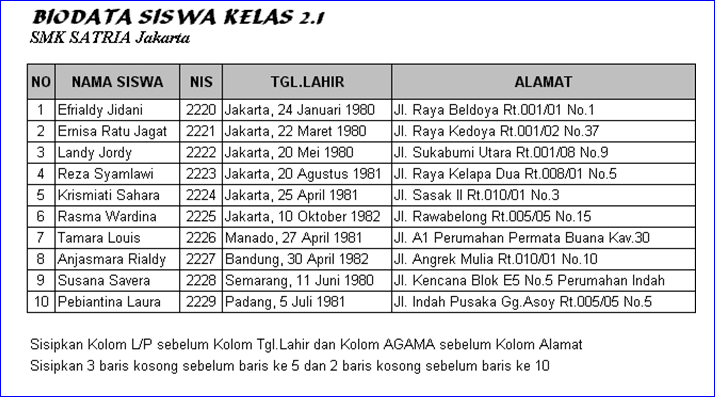 BIODATA SISWA KELAS 2.1
SMK SATRIA Jakarta
NO NAMA SISWA NIS TGL.LAHIR ALAMAT
1 Efrialdy Jidani 2220 Jakarta, 24 Januari 1980 Jl. Raya Beldoya Rt.001/01 No.1
2 Ernisa Ratu Jagat 2221 Jakarta, 22 Maret 1980 Jl. Raya Kedoya Rt.001/02 No.37
3 Landy Jordy 2222 Jakarta, 20 Mei 1980 Jl. Sukabumi Utara Rt.001/08 No.9
4 Reza Syamlawi 2223 Jakarta, 20 Agustus 1981 Jl. Raya Kelapa Dua Rt.008/01 No.5
5 Krismiati Sahara 2224 Jakarta, 25 April 1981 Jl. Sasak II Rt.010/01 No.3
6 Rasma Wardina 2225 Jakarta, 10 Oktober 1982 Jl. Rawabelong Rt.005/05 No.15
7 Tamara Louis 2226 Manado, 27 April 1981 Jl. A1 Perumahan Permata Buana Kav.30
8 Anjasmara Rialdy 2227 Bandung, 30 April 1982 Jl. Angrek Mulia Rt.010/01 No.10
9 Susana Savera 2228 Semarang, 11 Juni 1980 Jl. Kencana Blok E5 No.5 Perumahan Indah
10 Pebiantina Laura 2229 Padang, 5 Juli 1981 Jl. Indah Pusaka Gg.Asoy Rt.005/05 No.5
Sisipkan Kolom L/P sebelum Kolom Tgl.Lahir dan Kolom AGAMA sebelum Kolom Alamat
Sisipkan 3 baris kosong sebelum baris ke 5 dan 2 baris kosong sebelum baris ke 10